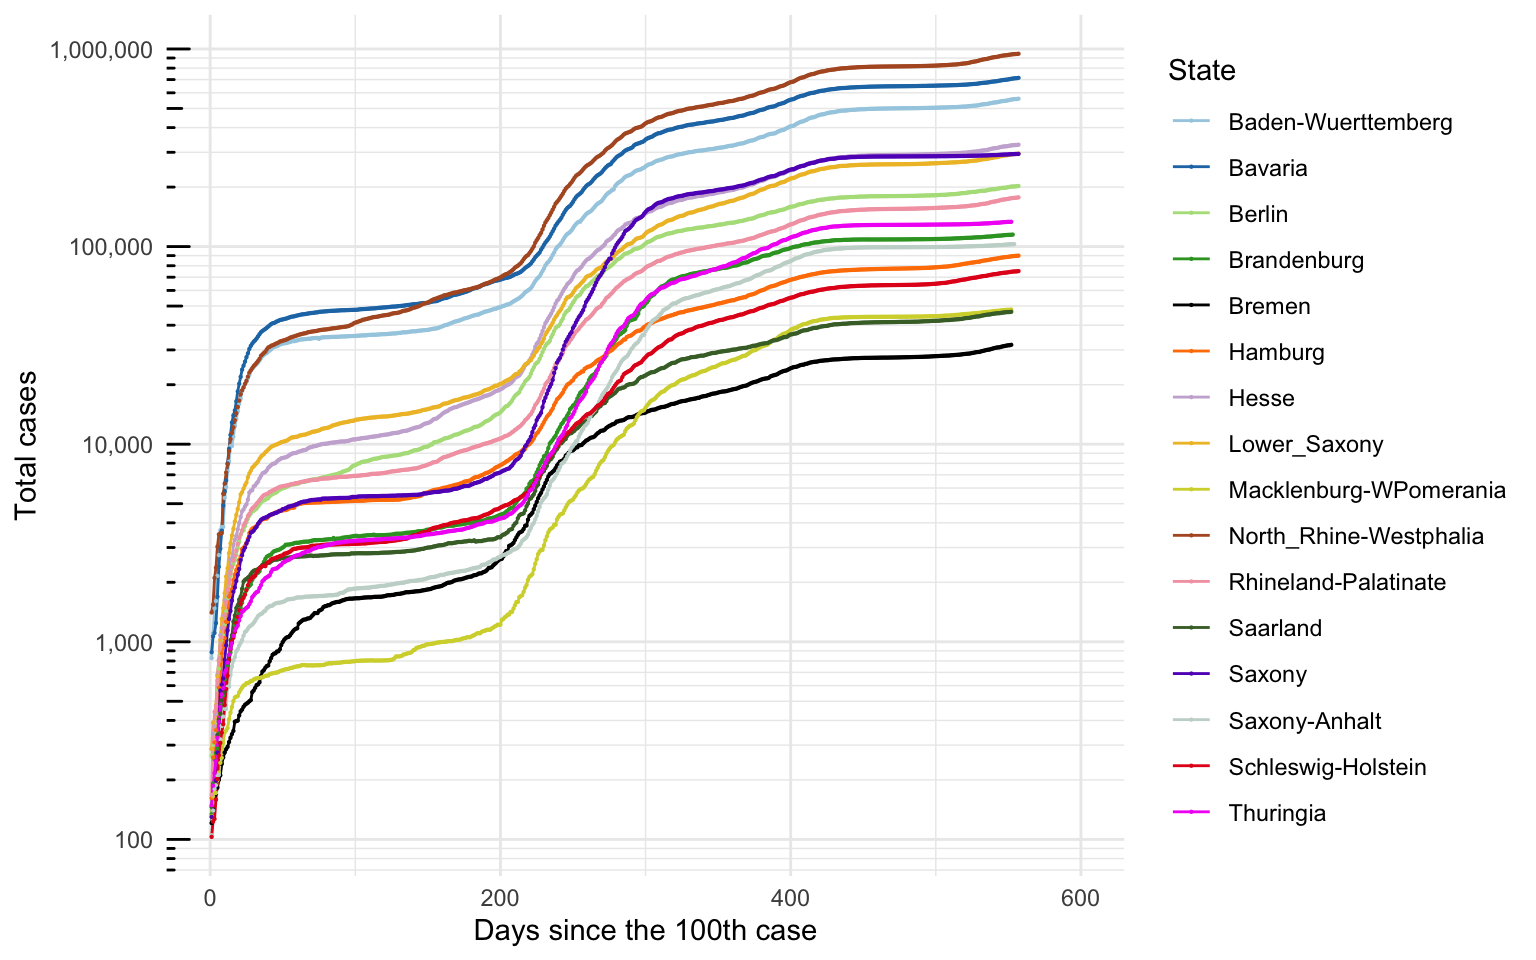 1,000,000
100,000
10,000
1,000
100
Total cases
0
200
400
600
Days since the 100th case
State
Baden-Wuerttemberg
Bavaria
Berlin
Brandenburg
Bremen
Hamburg
Hesse
Lower_Saxony
Macklenburg-WPomerania
North_Rhine-Westphalia
Rhineland-Palatinate
Saarland
Saxony
Saxony-Anhalt
Schleswig-Holstein
Thuringia